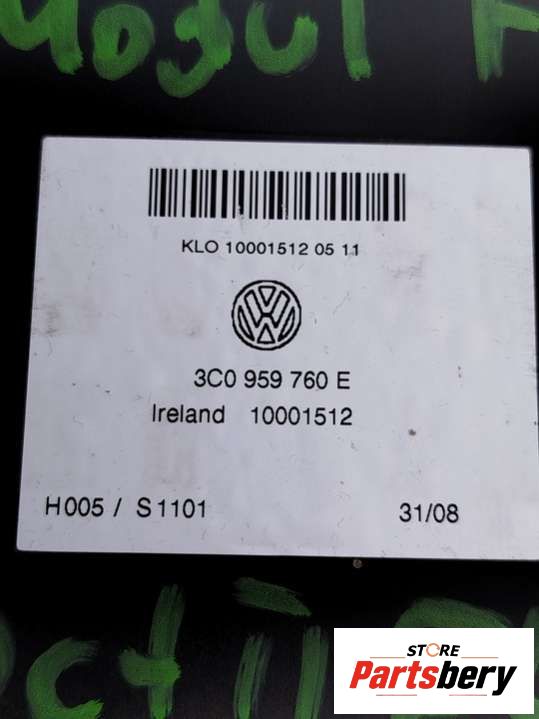 KLO 10001512 05 11
3C0 959 760 E
Ireland 10001512
H005 / S1101 31/08
STORE
Partsbery